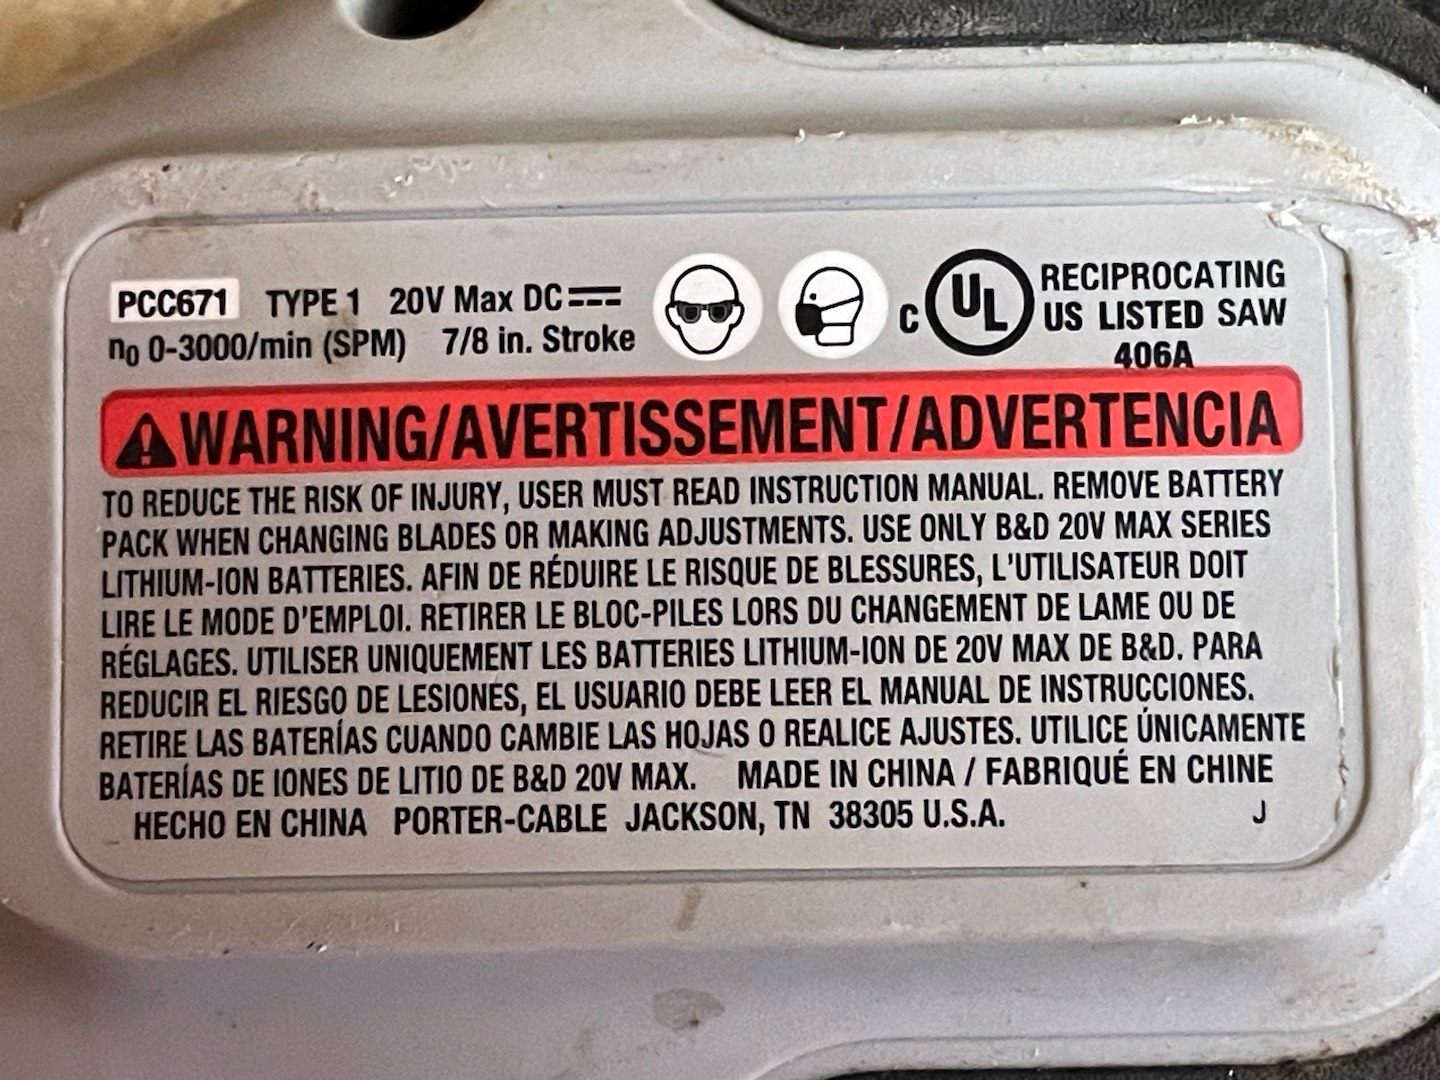 PCC671 TYPE 1 20V Max DC
n0 0-3000/min (SPM) 7/8 in. Stroke
C UL US LISTED
RECIPROCATING
SAW
406A
WARNING/AVERTISSEMENT/ADVERTENCIA
TO REDUCE THE RISK OF INJURY, USER MUST READ INSTRUCTION MANUAL. REMOVE BATTERY
PACK WHEN CHANGING BLADES OR MAKING ADJUSTMENTS. USE ONLY B&D 20V MAX SERIES
LITHIUM-ION BATTERIES. AFIN DE RÉDUIRE LE RISQUE DE BLESSURES, L'UTILISATEUR DOIT
LIRE LE MODE D'EMPLOI. RETIRER LE BLOC-PILES LORS DU CHANGEMENT DE LAME OU DE
RÉGLAGES. UTILISER UNIQUEMENT LES BATTERIES LITHIUM-ION DE 20V MAX DE B&D. PARA
REDUCIR EL RIESGO DE LESIONES, EL USUARIO DEBE LEER EL MANUAL DE INSTRUCCIONES.
RETIRE LAS BATERÍAS CUANDO CAMBIE LAS HOJAS O REALICE AJUSTES. UTILICE ÚNICAMENTE
BATERÍAS DE IONES DE LITIO DE B&D 20V MAX. MADE IN CHINA / FABRIQUÉ EN CHINE
HECHO EN CHINA PORTER-CABLE JACKSON, TN 38305 U.S.A. J